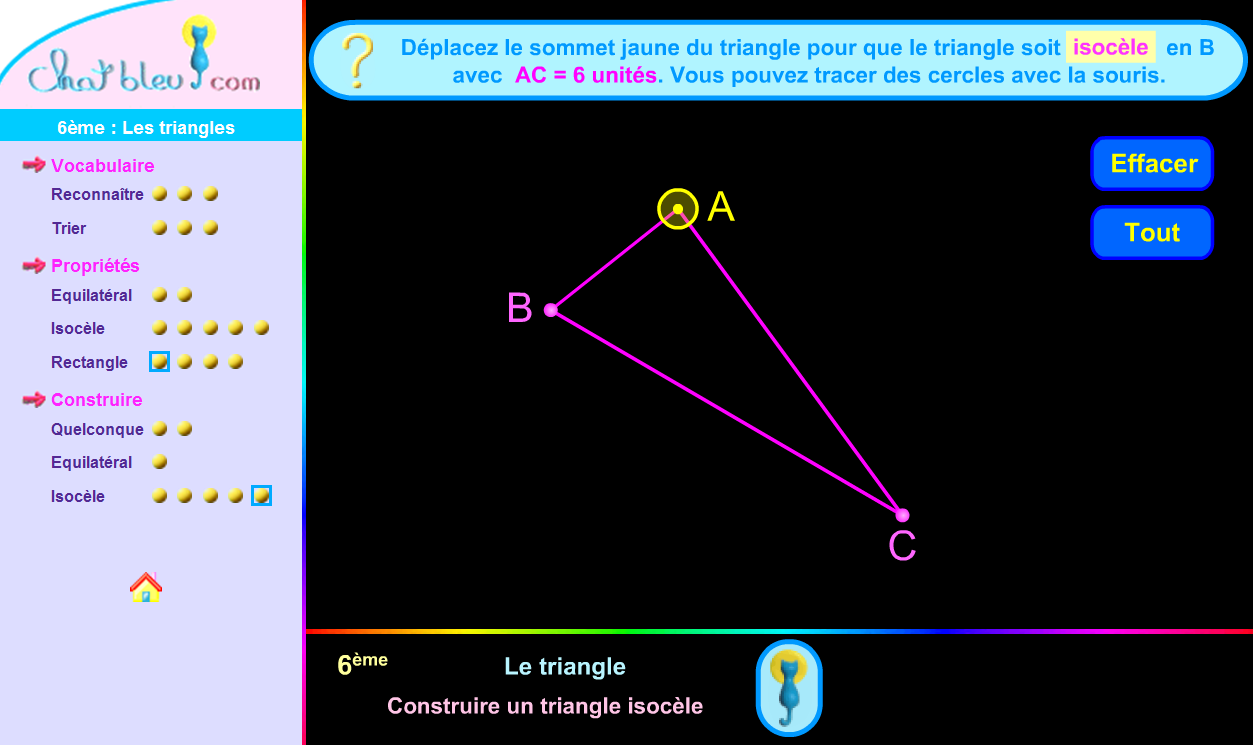 Chat bleu.com
Déplacez le sommet jaune du triangle pour que le triangle soit isocèle en B
avec AC = 6 unités. Vous pouvez tracer des cercles avec la souris.
6ème : Les triangles
Vocabulaire
Reconnaître
Trier
Propriétés
Equilatéral
Isocèle
Rectangle
Construire
Quelconque
Equilatéral
Isocèle
Effacer
Tout
A
B
C
6ème
Le triangle
Construire un triangle isocèle